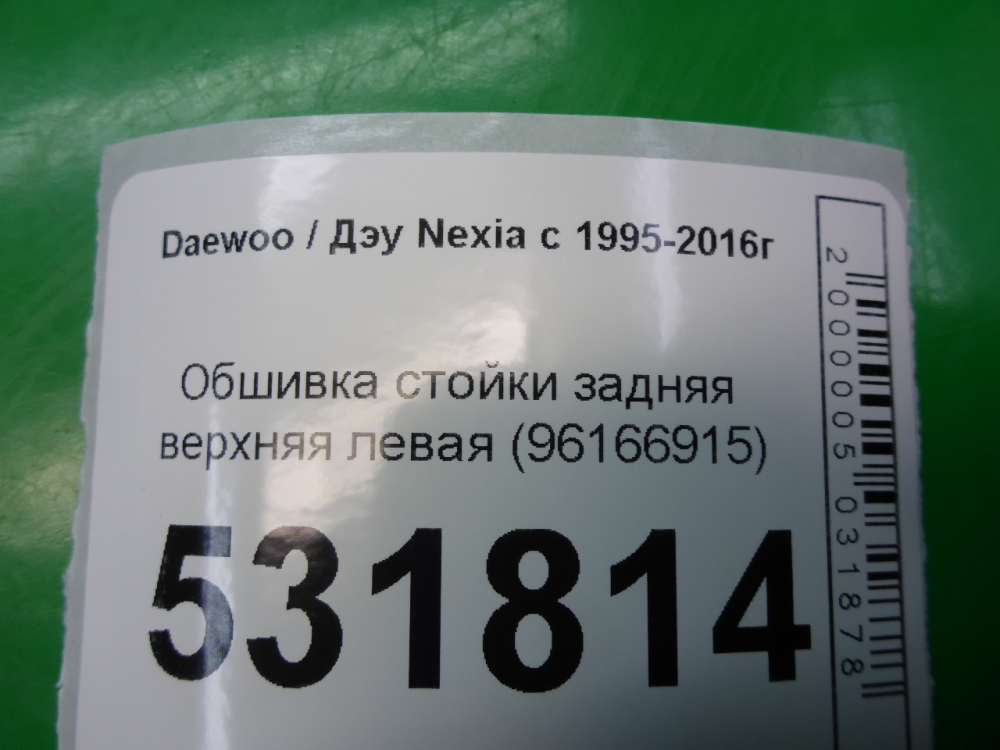 Daewoo / Дэу Nexia с 1995-2016г
Обшивка стойки задняя
верхняя левая (96166915)
531814
2000005031878